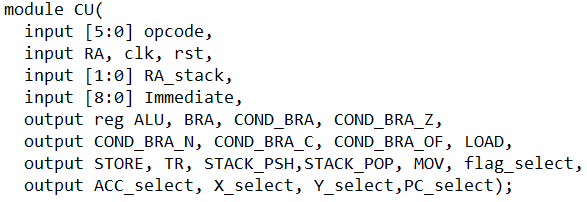 module CU(
input [5:0] opcode,
input RA, clk, rst,
input [1:0] RA_stack,
input [8:0] Immediate,
output reg ALU, BRA, COND_BRA, COND_BRA_Z,
output COND_BRA_N, COND_BRA_C, COND_BRA_OF, LOAD,
output STORE, TR, STACK_PSH,STACK_POP, MOV, flag_select,
output ACC_select, X_select, Y_select,PC_select);